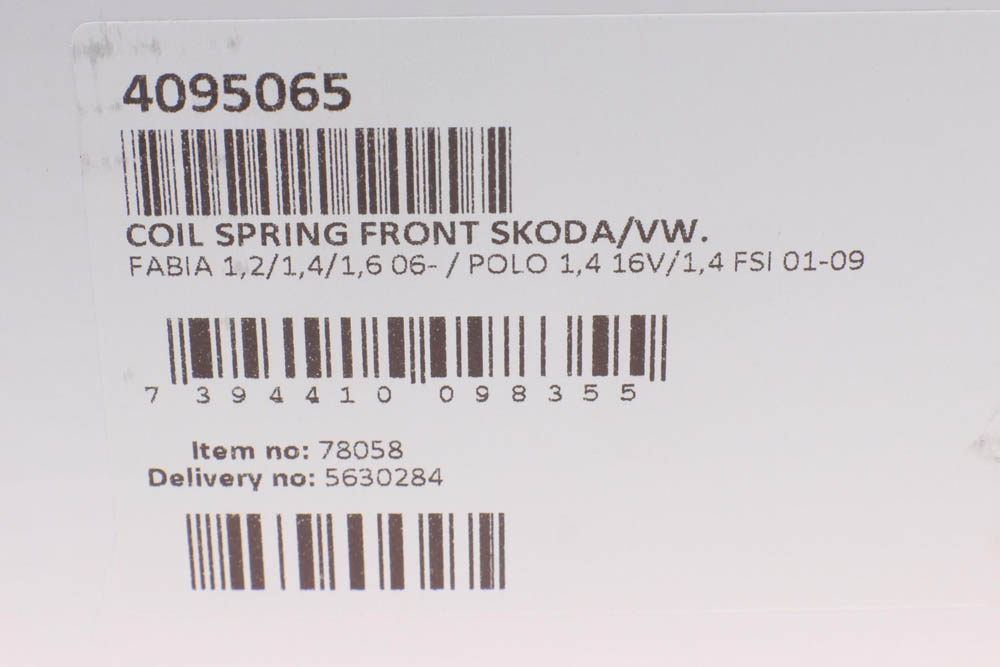 4095065
COIL SPRING FRONT SKODA/VW.
FABIA 1,2/1,4/1,6 06- / POLO 1,4 16V/1,4 FSI 01-09
7 394410 098355
Item no: 78058
Delivery no: 5630284